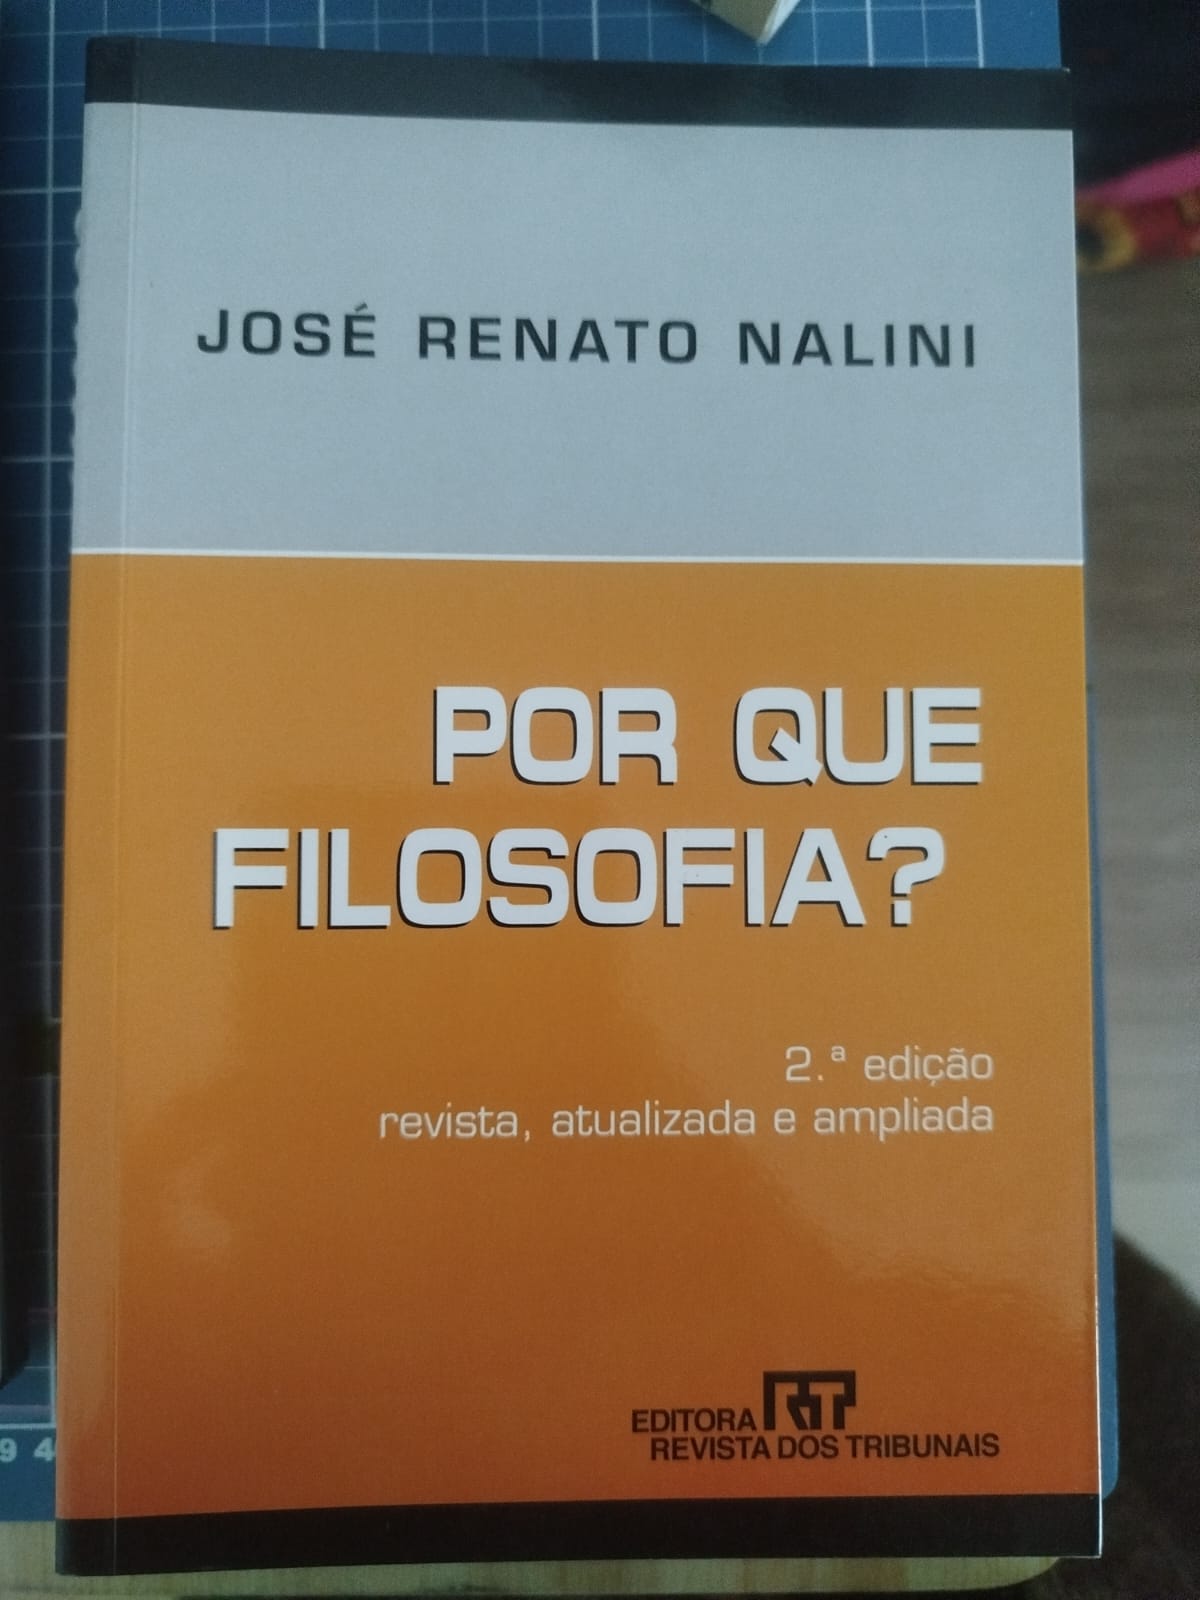 JOSÉ RENATO NALINI
POR QUE
FILOSOFIA?
2.ª edição
revista, atualizada e ampliada
EDITORA RT
REVISTA DOS TRIBUNAIS
9 4